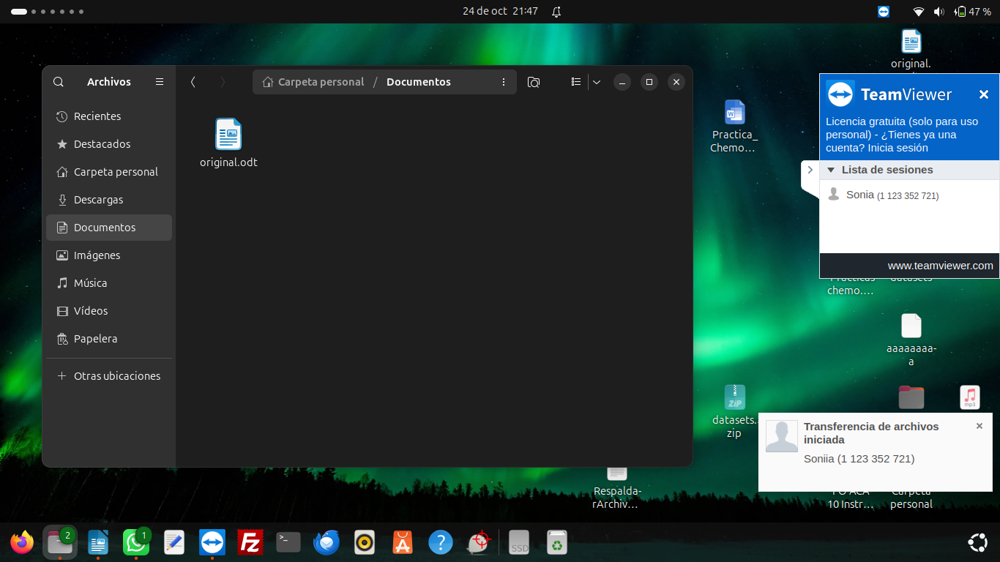 24 de oct 21:47
47 %
Archivos
Carpeta personal / Documentos
Recientes
Destacados
Carpeta personal
Descargas
Documentos
Imágenes
Música
Vídeos
Papelera
Otras ubicaciones
original.odt
original.
Practica_
Chemo…
TeamViewer
Licencia gratuita (solo para uso
personal) - ¿Tienes ya una
cuenta? Inicia sesión
Lista de sesiones
Sonia (1 123 352 721)
www.teamviewer.com
chemo.…
datasets
aaaaaaaa-
a
ZiP
datasets.
zip
mp3
Transferencia de archivos
iniciada
Soniia (1 123 352 721)
Respalda-
rArchiv…
10 Instr…
Carpeta
personal
2
1
Fz
>_
?
SSD